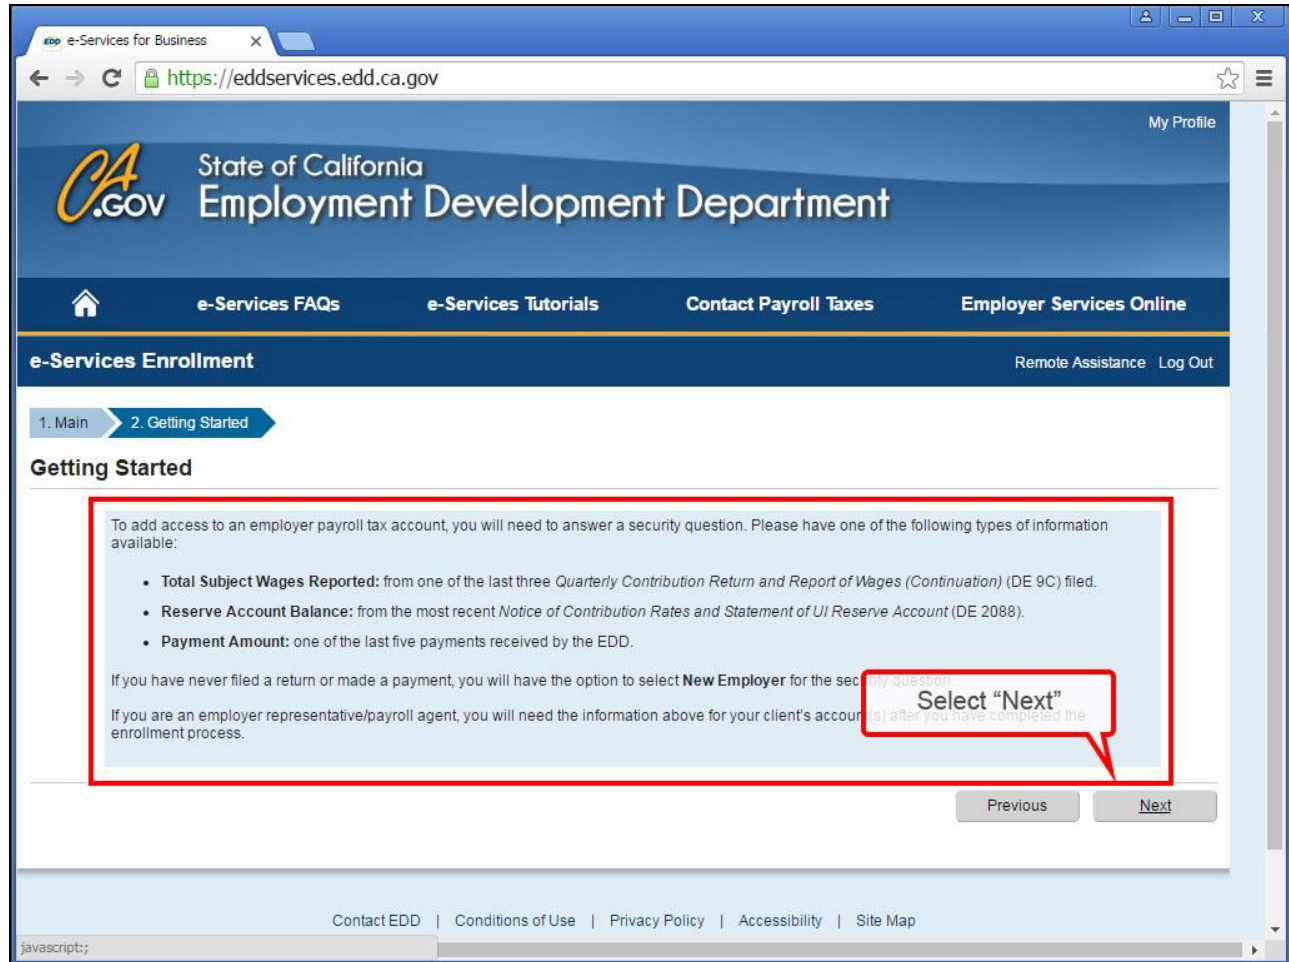 EDD e-Services for Business
https://eddservices.edd.ca.gov
My Profile
CA.GOV
State of California
Employment Development Department
e-Services FAQs e-Services Tutorials Contact Payroll Taxes Employer Services Online
e-Services Enrollment Remote Assistance Log Out
1. Main 2. Getting Started
Getting Started
To add access to an employer payroll tax account, you will need to answer a security question. Please have one of the following types of information
available:
• Total Subject Wages Reported: from one of the last three Quarterly Contribution Return and Report of Wages (Continuation) (DE 9C) filed.
• Reserve Account Balance: from the most recent Notice of Contribution Rates and Statement of UI Reserve Account (DE 2088).
• Payment Amount: one of the last five payments received by the EDD.
If you have never filed a return or made a payment, you will have the option to select New Employer for the security question.
Select “Next”
If you are an employer representative/payroll agent, you will need the information above for your client's account(s) after you have completed the
enrollment process.
Previous Next
Contact EDD | Conditions of Use | Privacy Policy | Accessibility | Site Map
javascript:;